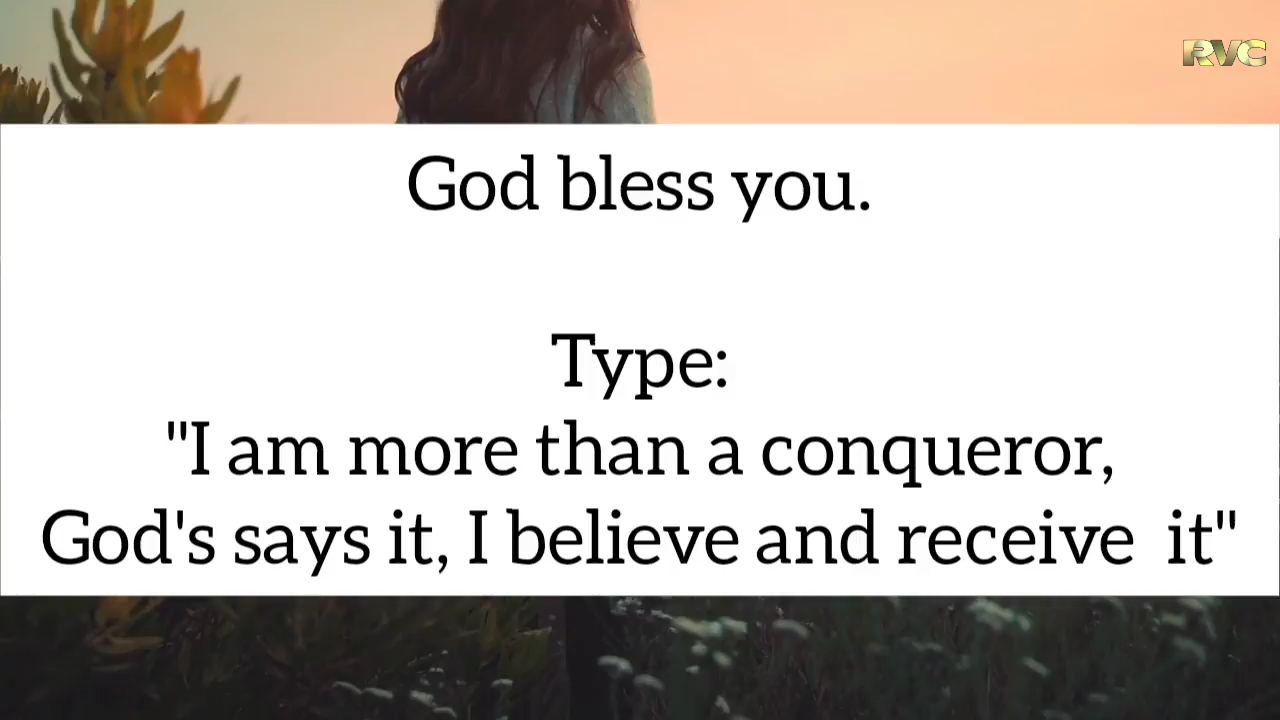 RVC
God bless you.
Type:
"I am more than a conqueror,
God's says it, I believe and receive  it"